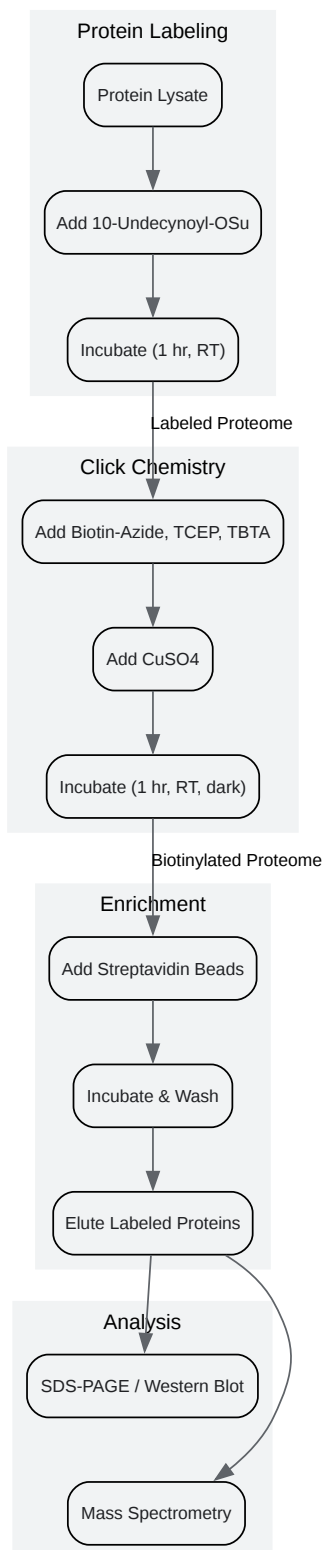 Protein Labeling
Protein Lysate
Add 10-Undecynoyl-OSu
Incubate (1 hr, RT)
Labeled Proteome
Click Chemistry
Add Biotin-Azide, TCEP, TBTA
Add CuSO4
Incubate (1 hr, RT, dark)
Biotinylated Proteome
Enrichment
Add Streptavidin Beads
Incubate & Wash
Elute Labeled Proteins
Analysis
SDS-PAGE / Western Blot
Mass Spectrometry